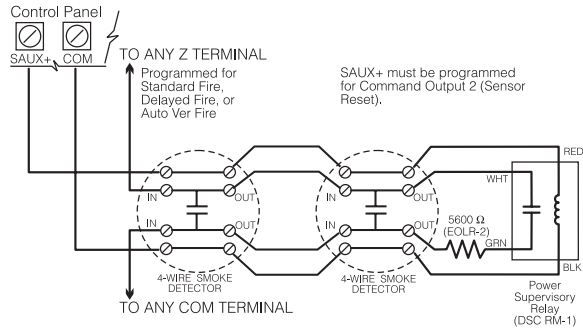 Control Panel
SAUX+ COM
TO ANY Z TERMINAL
Programmed for
Standard Fire,
Delayed Fire, or
Auto Ver Fire
SAUX+ must be programmed
for Command Output 2 (Sensor
Reset).
RED
WHT
IN OUT IN OUT
IN OUT IN OUT
5600 Ω
(EOLR-2)
GRN
BLK
4-WIRE SMOKE
DETECTOR
4-WIRE SMOKE
DETECTOR
Power
Supervisory
Relay
(DSC RM-1)
TO ANY COM TERMINAL